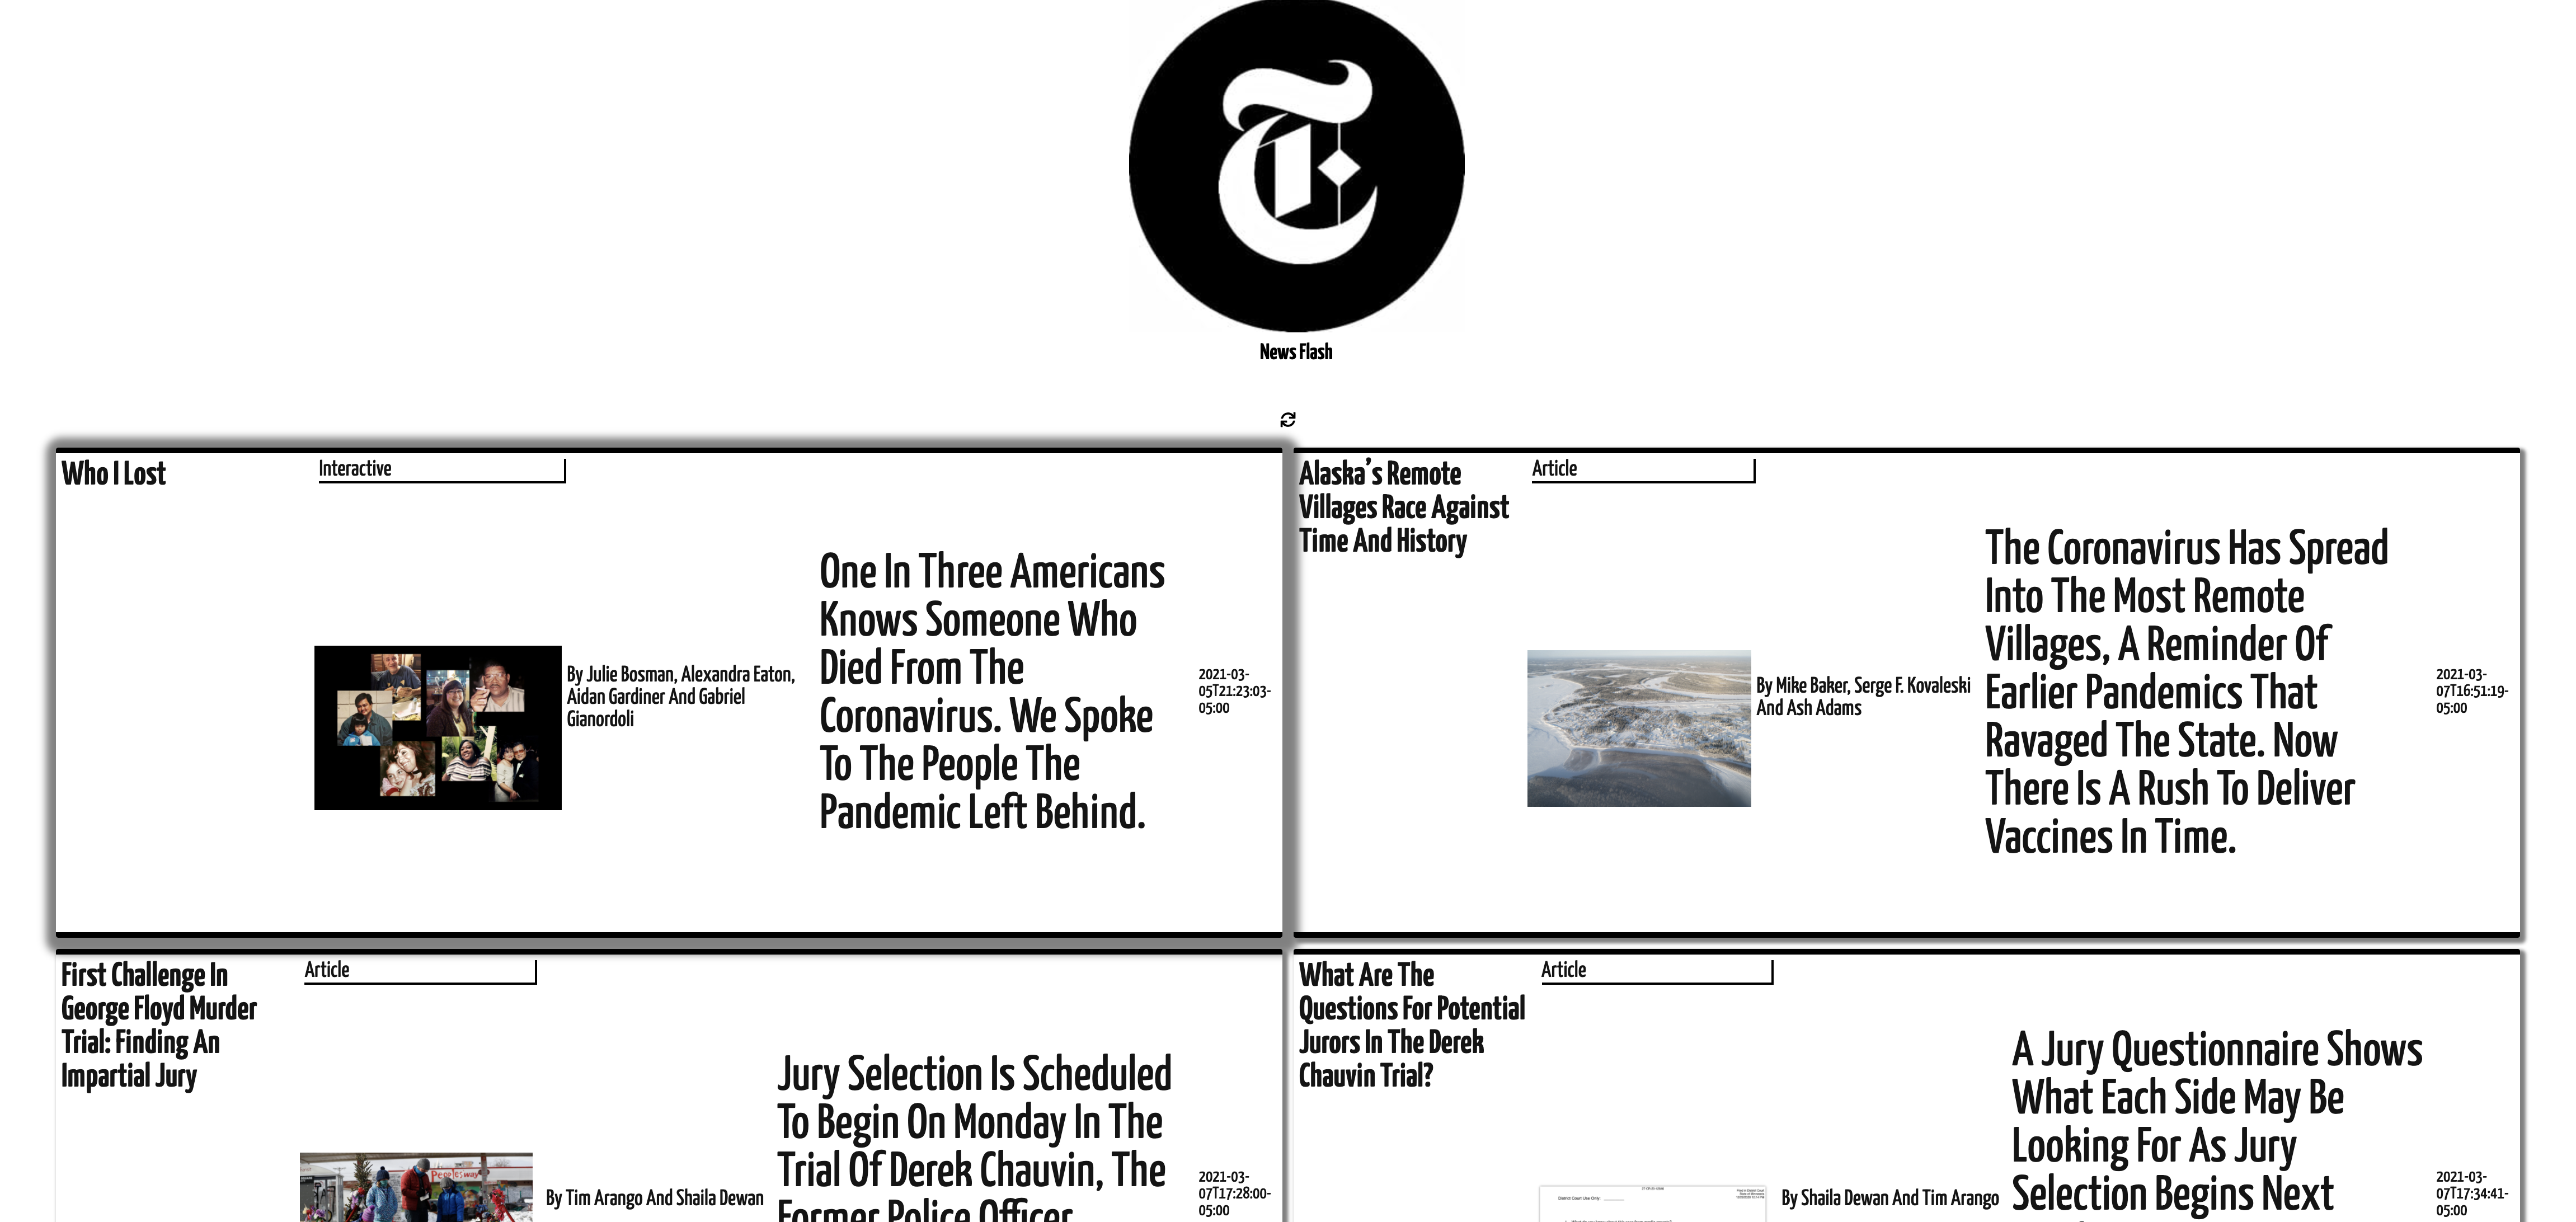 News Flash
Who I Lost
Interactive
By Julie Bosman, Alexandra Eaton,
Aidan Gardiner And Gabriel
Gianordoli
One In Three Americans
Knows Someone Who
Died From The
Coronavirus. We Spoke
To The People The
Pandemic Left Behind.
2021-03-
05T21:23:03-
05:00
Alaska’s Remote
Villages Race Against
Time And History
Article
By Mike Baker, Serge F. Kovaleski
And Ash Adams
The Coronavirus Has Spread
Into The Most Remote
Villages, A Reminder Of
Earlier Pandemics That
Ravaged The State. Now
There Is A Rush To Deliver
Vaccines In Time.
2021-03-
07T16:51:19-
05:00
First Challenge In
George Floyd Murder
Trial: Finding An
Impartial Jury
Article
By Tim Arango And Shaila Dewan
Jury Selection Is Scheduled
To Begin On Monday In The
Trial Of Derek Chauvin, The
Former Police Officer
2021-03-
07T17:28:00-
05:00
What Are The
Questions For Potential
Jurors In The Derek
Chauvin Trial?
Article
District Court Use Only:
By Shaila Dewan And Tim Arango
A Jury Questionnaire Shows
What Each Side May Be
Looking For As Jury
Selection Begins Next
2021-03-
07T17:34:41-
05:00